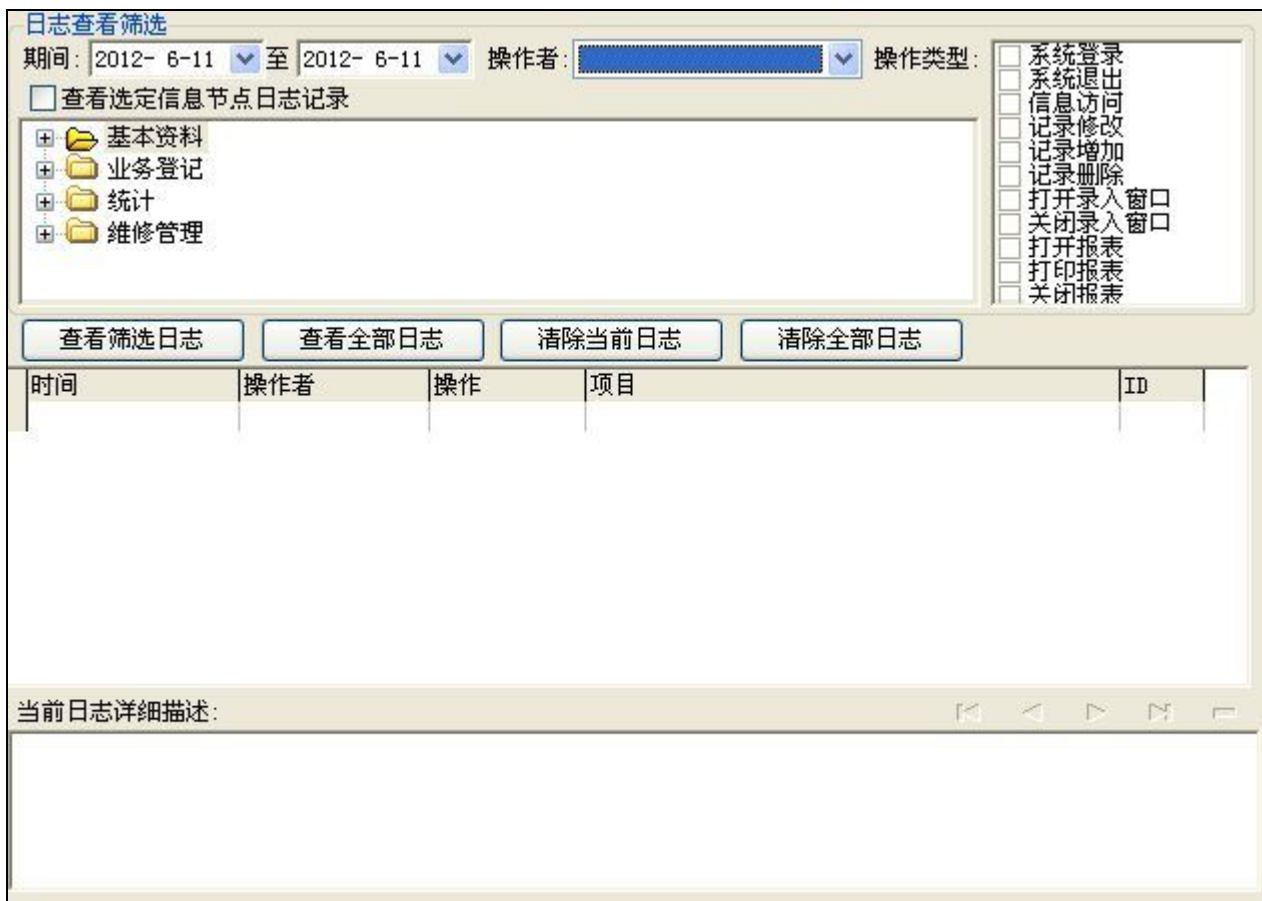 日志查看筛选
期间: 2012- 6-11 至 2012- 6-11 操作者: 操作类型:
系统登录
系统退出
信息访问
记录修改
记录增加
记录删除
打开录入窗口
关闭录入窗口
打开报表
打印报表
关闭报表
查看选定信息节点日志记录
基本资料
业务登记
统计
维修管理
查看筛选日志 查看全部日志 清除当前日志 清除全部日志
时间 操作者 操作 项目 ID
当前日志详细描述: